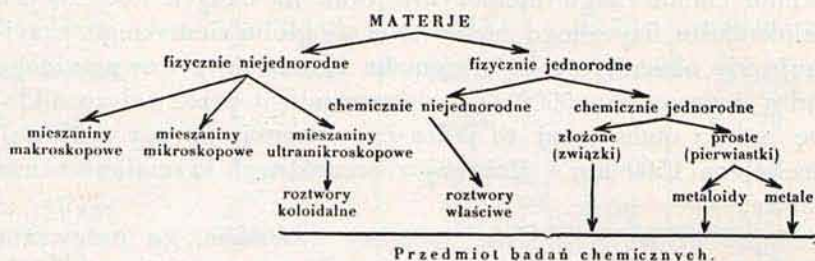 MATERJE
fizycznie niejednorodne fizycznie jednorodne
chemicznie niejednorodne chemicznie jednorodne
mieszaniny makroskopowe
mieszaniny mikroskopowe
mieszaniny ultramikroskopowe
złożone (związki)
proste (pierwiastki)
roztwory koloidalne
roztwory właściwe
metaloidy metale
Przedmiot badań chemicznych.